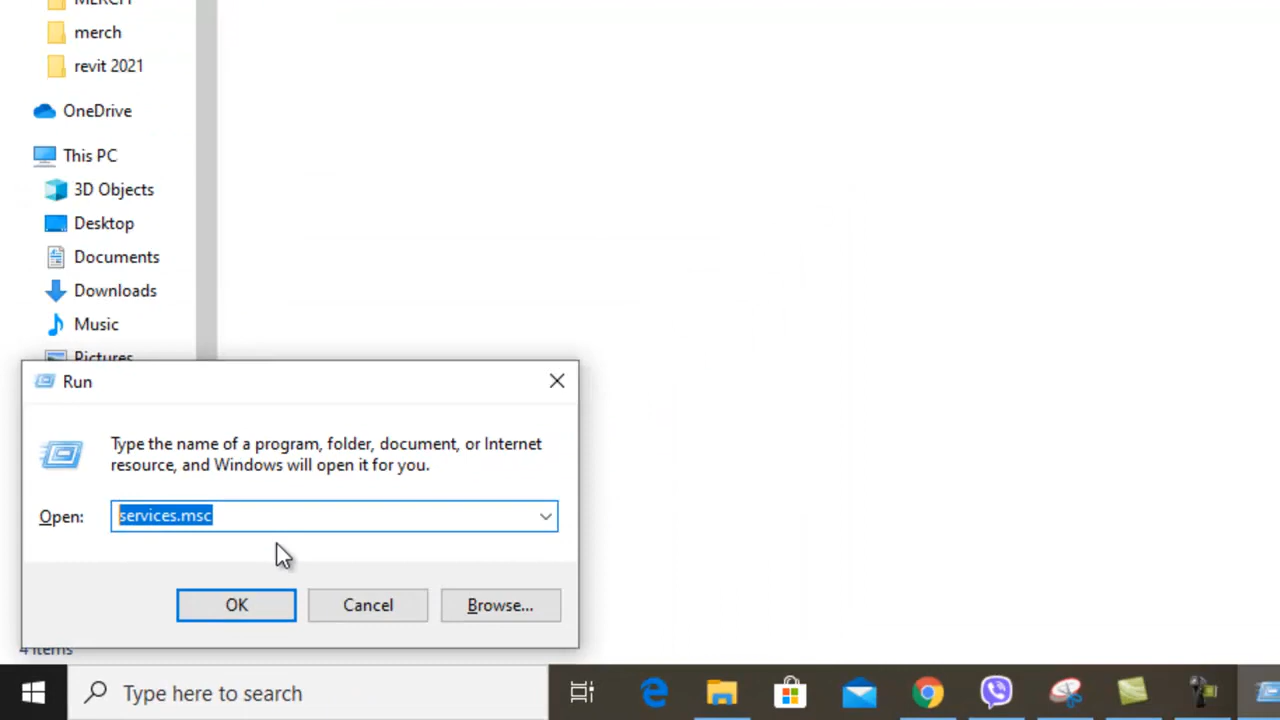 MERCH
merch
revit 2021
OneDrive
This PC
3D Objects
Desktop
Documents
Downloads
Music
Pictures
Run
Type the name of a program, folder, document, or Internet
resource, and Windows will open it for you.
Open: services.msc
OK Cancel Browse...
4 items
Type here to search